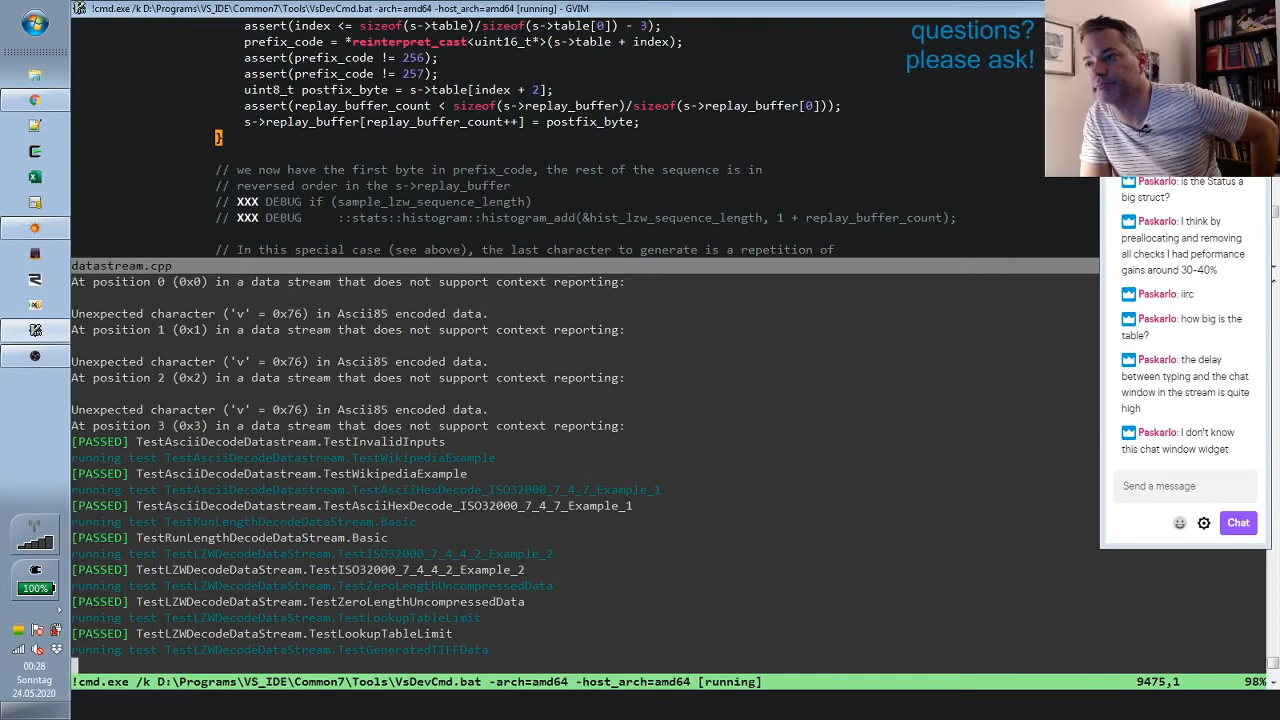 !cmd.exe /k D:\Programs\VS_IDE\Common7\Tools\VsDevCmd.bat -arch=amd64 -host_arch=amd64 [running] - GVIM
assert(index <= sizeof(s->table)/sizeof(s->table[0]) - 3);
prefix_code = *reinterpret_cast<uint16_t*>(s->table + index);
assert(prefix_code != 256);
assert(prefix_code != 257);
uint8_t postfix_byte = s->table[index + 2];
assert(replay_buffer_count < sizeof(s->replay_buffer)/sizeof(s->replay_buffer[0]));
s->replay_buffer[replay_buffer_count++] = postfix_byte;
}
// we now have the first byte in prefix_code, the rest of the sequence is in
// reversed order in the s->replay_buffer
// XXX DEBUG if (sample_lzw_sequence_length)
// XXX DEBUG     ::stats::histogram::histogram_add(&hist_lzw_sequence_length, 1 + replay_buffer_count);
// In this special case (see above), the last character to generate is a repetition of
datastream.cpp
At position 0 (0x0) in a data stream that does not support context reporting:
Unexpected character ('v' = 0x76) in Ascii85 encoded data.
At position 1 (0x1) in a data stream that does not support context reporting:
Unexpected character ('v' = 0x76) in Ascii85 encoded data.
At position 2 (0x2) in a data stream that does not support context reporting:
Unexpected character ('v' = 0x76) in Ascii85 encoded data.
At position 3 (0x3) in a data stream that does not support context reporting:
[PASSED] TestAsciiDecodeDatastream.TestInvalidInputs
running test TestAsciiDecodeDatastream.TestWikipediaExample
[PASSED] TestAsciiDecodeDatastream.TestWikipediaExample
running test TestAsciiDecodeDatastream.TestAsciiHexDecode_ISO32000_7_4_7_Example_1
[PASSED] TestAsciiDecodeDatastream.TestAsciiHexDecode_ISO32000_7_4_7_Example_1
running test TestRunLengthDecodeDataStream.Basic
[PASSED] TestRunLengthDecodeDataStream.Basic
running test TestLZWDecodeDataStream.TestISO32000_7_4_4_2_Example_2
[PASSED] TestLZWDecodeDataStream.TestISO32000_7_4_4_2_Example_2
running test TestLZWDecodeDataStream.TestZeroLengthUncompressedData
[PASSED] TestLZWDecodeDataStream.TestZeroLengthUncompressedData
running test TestLZWDecodeDataStream.TestLookupTableLimit
[PASSED] TestLZWDecodeDataStream.TestLookupTableLimit
running test TestLZWDecodeDataStream.TestGeneratedTIFFData
!cmd.exe /k D:\Programs\VS_IDE\Common7\Tools\VsDevCmd.bat -arch=amd64 -host_arch=amd64 [running] 9475,1 98%
questions?
please ask!
Paskarlo: is the Status a
big struct?
Paskarlo: I think by
preallocating and removing
all checks I had peformance
gains around 30-40%
Paskarlo: iirc
Paskarlo: how big is the
table?
Paskarlo: the delay
between typing and the chat
window in the stream is quite
high
Paskarlo: I don't know
this chat window widget
Send a message
Chat
100%
00:28
Sonntag
24.05.2020